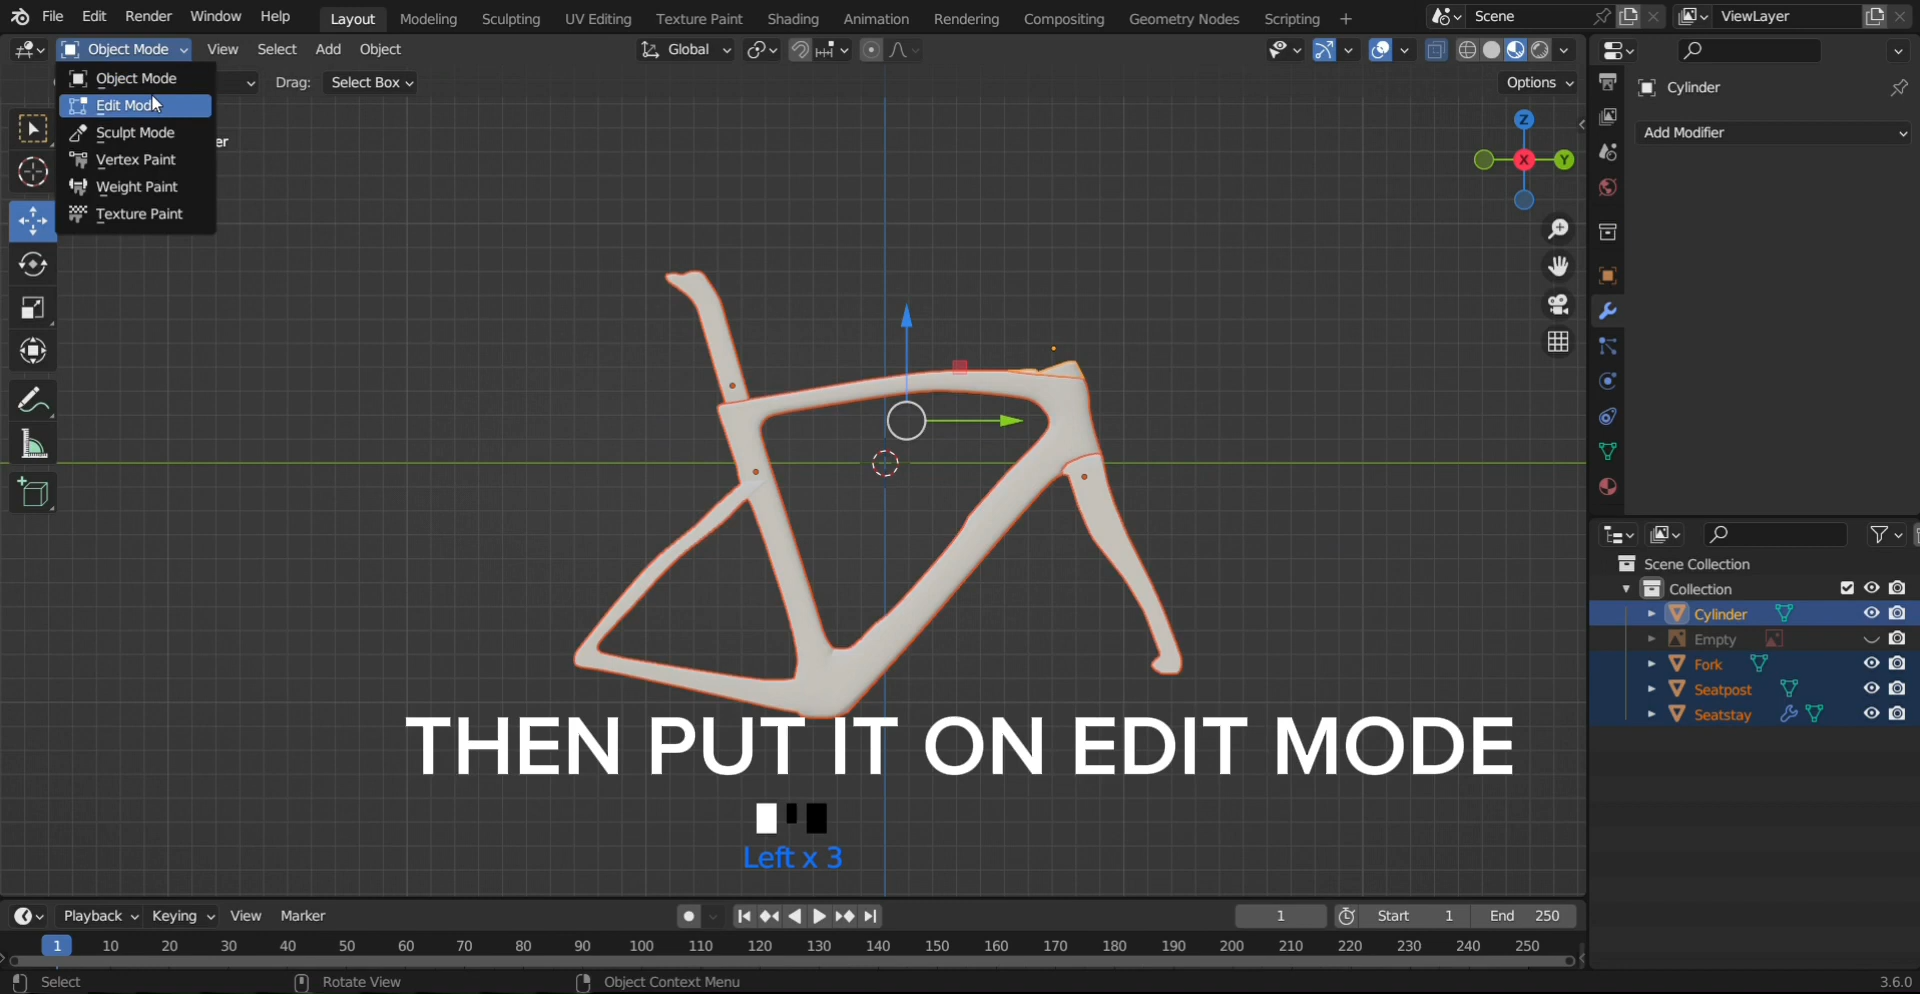 File Edit Render Window Help Layout Modeling Sculpting UV Editing Texture Paint Shading Animation Rendering Compositing Geometry Nodes Scripting + Scene ViewLayer
Object Mode View Select Add Object Global
Drag: Select Box Options
Object Mode
Edit Mod
Sculpt Mode
Vertex Paint
Weight Paint
Texture Paint
er
Z
X
Y
Cylinder
Add Modifier
Scene Collection
Collection
Cylinder
Empty
Fork
Seatpost
Seatstay
THEN PUT IT ON EDIT MODE
Left x 3
Playback Keying View Marker 1 Start 1 End 250
1 10 20 30 40 50 60 70 80 90 100 110 120 130 140 150 160 170 180 190 200 210 220 230 240 250
Select Rotate View Object Context Menu 3.6.0